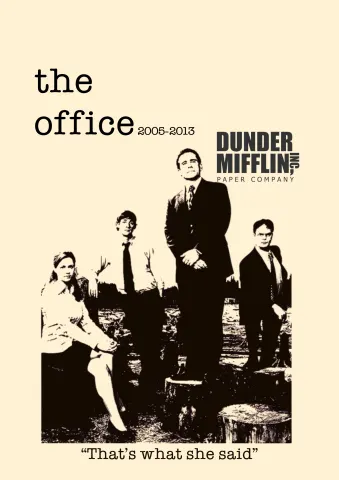 the
office 2005-2013
DUNDER
MIFFLIN INC.
PAPER COMPANY
“That’s what she said”